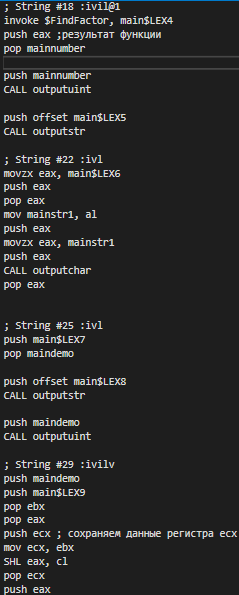 ; String #18 :ivil@1
invoke $FindFactor, main$LEX4
push eax ;результат функции
pop mainnumber
push mainnumber
CALL outputuint
push offset main$LEX5
CALL outputstr
; String #22 :ivl
movzx eax, main$LEX6
push eax
pop eax
mov mainstr1, al
push eax
movzx eax, mainstr1
push eax
CALL outputchar
pop eax
; String #25 :ivl
push main$LEX7
pop maindemo
push offset main$LEX8
CALL outputstr
push maindemo
CALL outputuint
; String #29 :ivilv
push maindemo
push main$LEX9
pop ebx
pop eax
push ecx ; сохраняем данные регистра ecx
mov ecx, ebx
SHL eax, cl
pop ecx
push eax